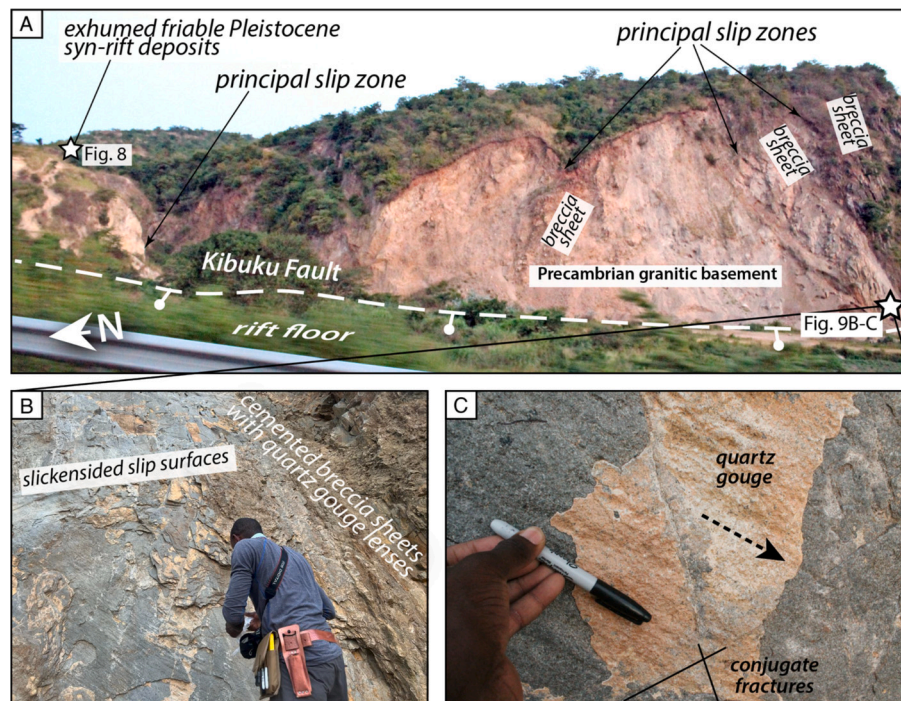 A
exhumed friable Pleistocene
syn-rift deposits
principal slip zones
principal slip zone
Fig. 8
breccia
sheet
breccia
sheet
breccia
sheet
Kibuku Fault
Precambrian granitic basement
N
rift floor
Fig. 9B-C
B
slickensided slip surfaces
cemented breccia sheets
with quartz gouge lenses
C
quartz
gouge
conjugate
fractures